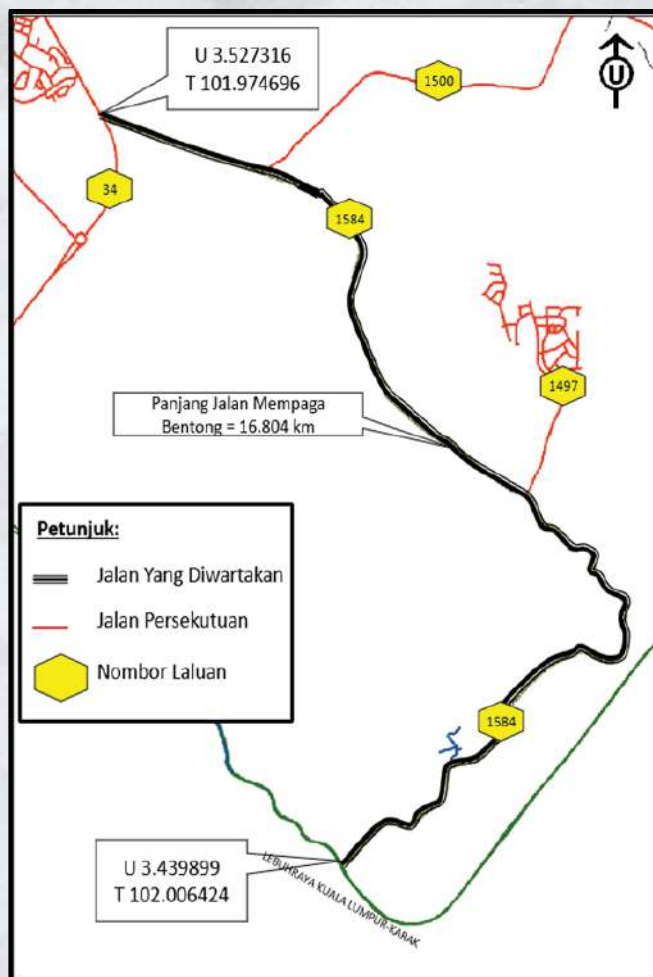 U 3.527316
T 101.974696
1500
U
34
1584
1497
Panjang Jalan Mempaga
Bentong = 16.804 km
Petunjuk:
Jalan Yang Diwartakan
Jalan Persekutuan
Nombor Laluan
1584
U 3.439899
T 102.006424
LEBUHRAYA KUALA LUMPUR-KARAK